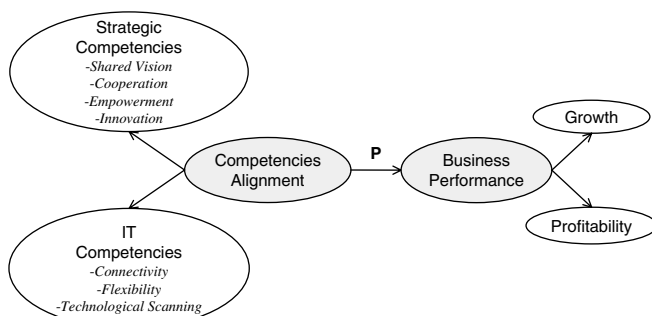 Strategic
Competencies
-Shared Vision
-Cooperation
-Empowerment
-Innovation
Competencies
Alignment
P
Business
Performance
Growth
Profitability
IT
Competencies
-Connectivity
-Flexibility
-Technological Scanning